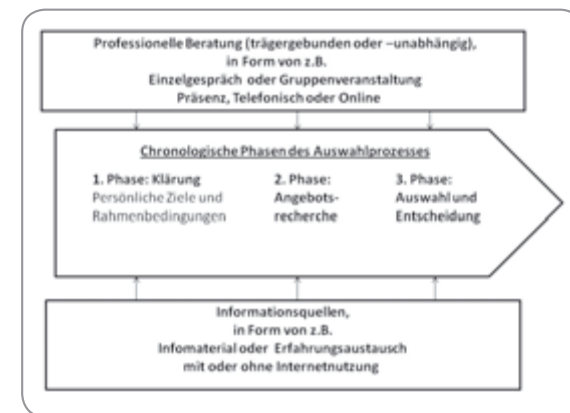 Professionelle Beratung (trägergebunden oder –unabhängig),
in Form von z.B.
Einzelgespräch oder Gruppenveranstaltung
Präsenz, Telefonisch oder Online
Chronologische Phasen des Auswahlprozesses
1. Phase: Klärung
Persönliche Ziele und
Rahmenbedingungen
2. Phase:
Angebots-
recherche
3. Phase:
Auswahl und
Entscheidung
Informationsquellen,
in Form von z.B.
Infomaterial oder Erfahrungsaustausch
mit oder ohne Internetnutzung